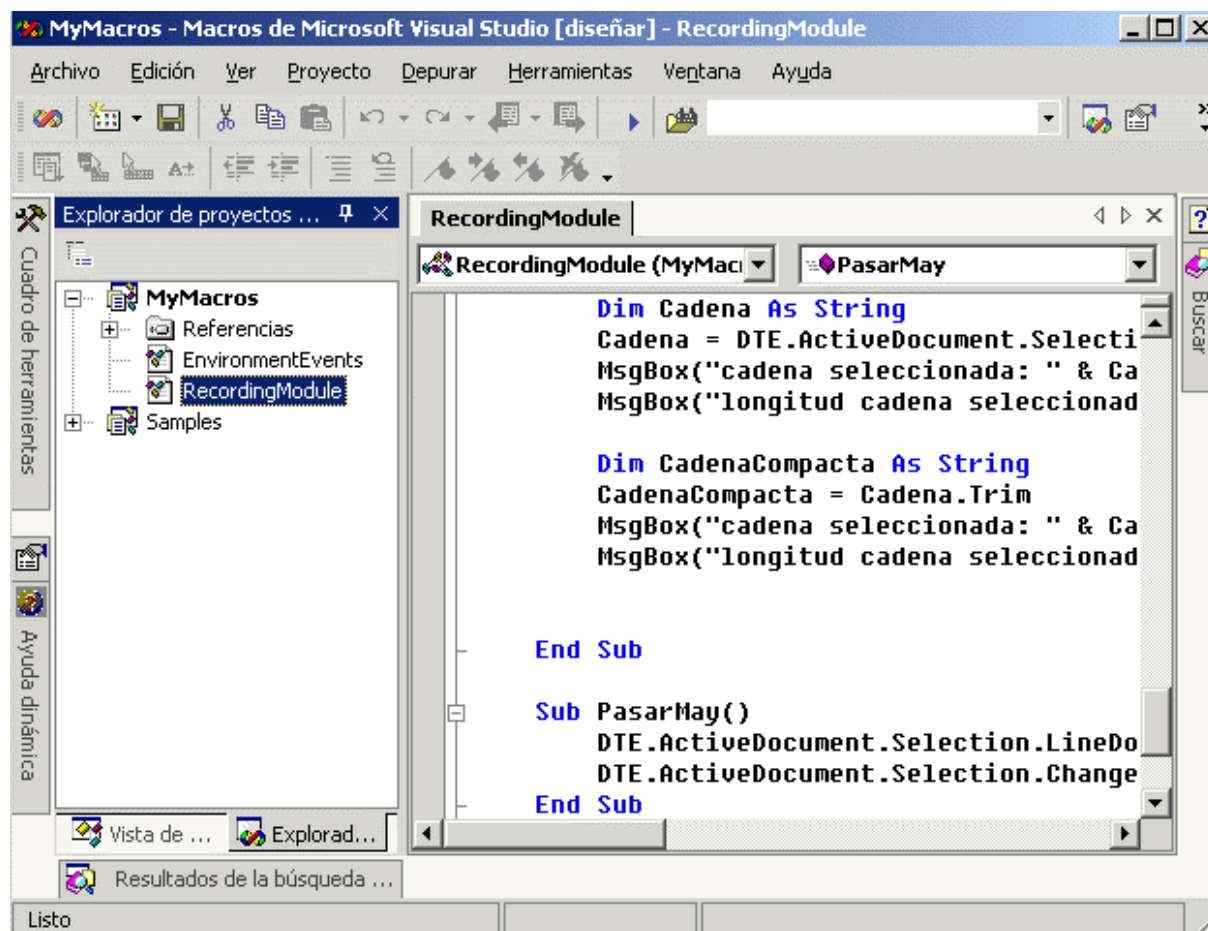 MyMacros - Macros de Microsoft Visual Studio [diseñar] - RecordingModule
Archivo Edición Ver Proyecto Depurar Herramientas Ventana Ayuda
Cuadro de herramientas
Ayuda dinámica
Explorador de proyectos ...
MyMacros
Referencias
EnvironmentEvents
RecordingModule
Samples
Vista de ... Explorad...
RecordingModule
RecordingModule (MyMac PasarMay
Dim Cadena As String
Cadena = DTE.ActiveDocument.Selecti
MsgBox("cadena seleccionada: " & Ca
MsgBox("longitud cadena seleccionad
Dim CadenaCompacta As String
CadenaCompacta = Cadena.Trim
MsgBox("cadena seleccionada: " & Ca
MsgBox("longitud cadena seleccionad
End Sub
Sub PasarMay()
DTE.ActiveDocument.Selection.LineDo
DTE.ActiveDocument.Selection.Change
End Sub
Buscar
Resultados de la búsqueda ...
Listo